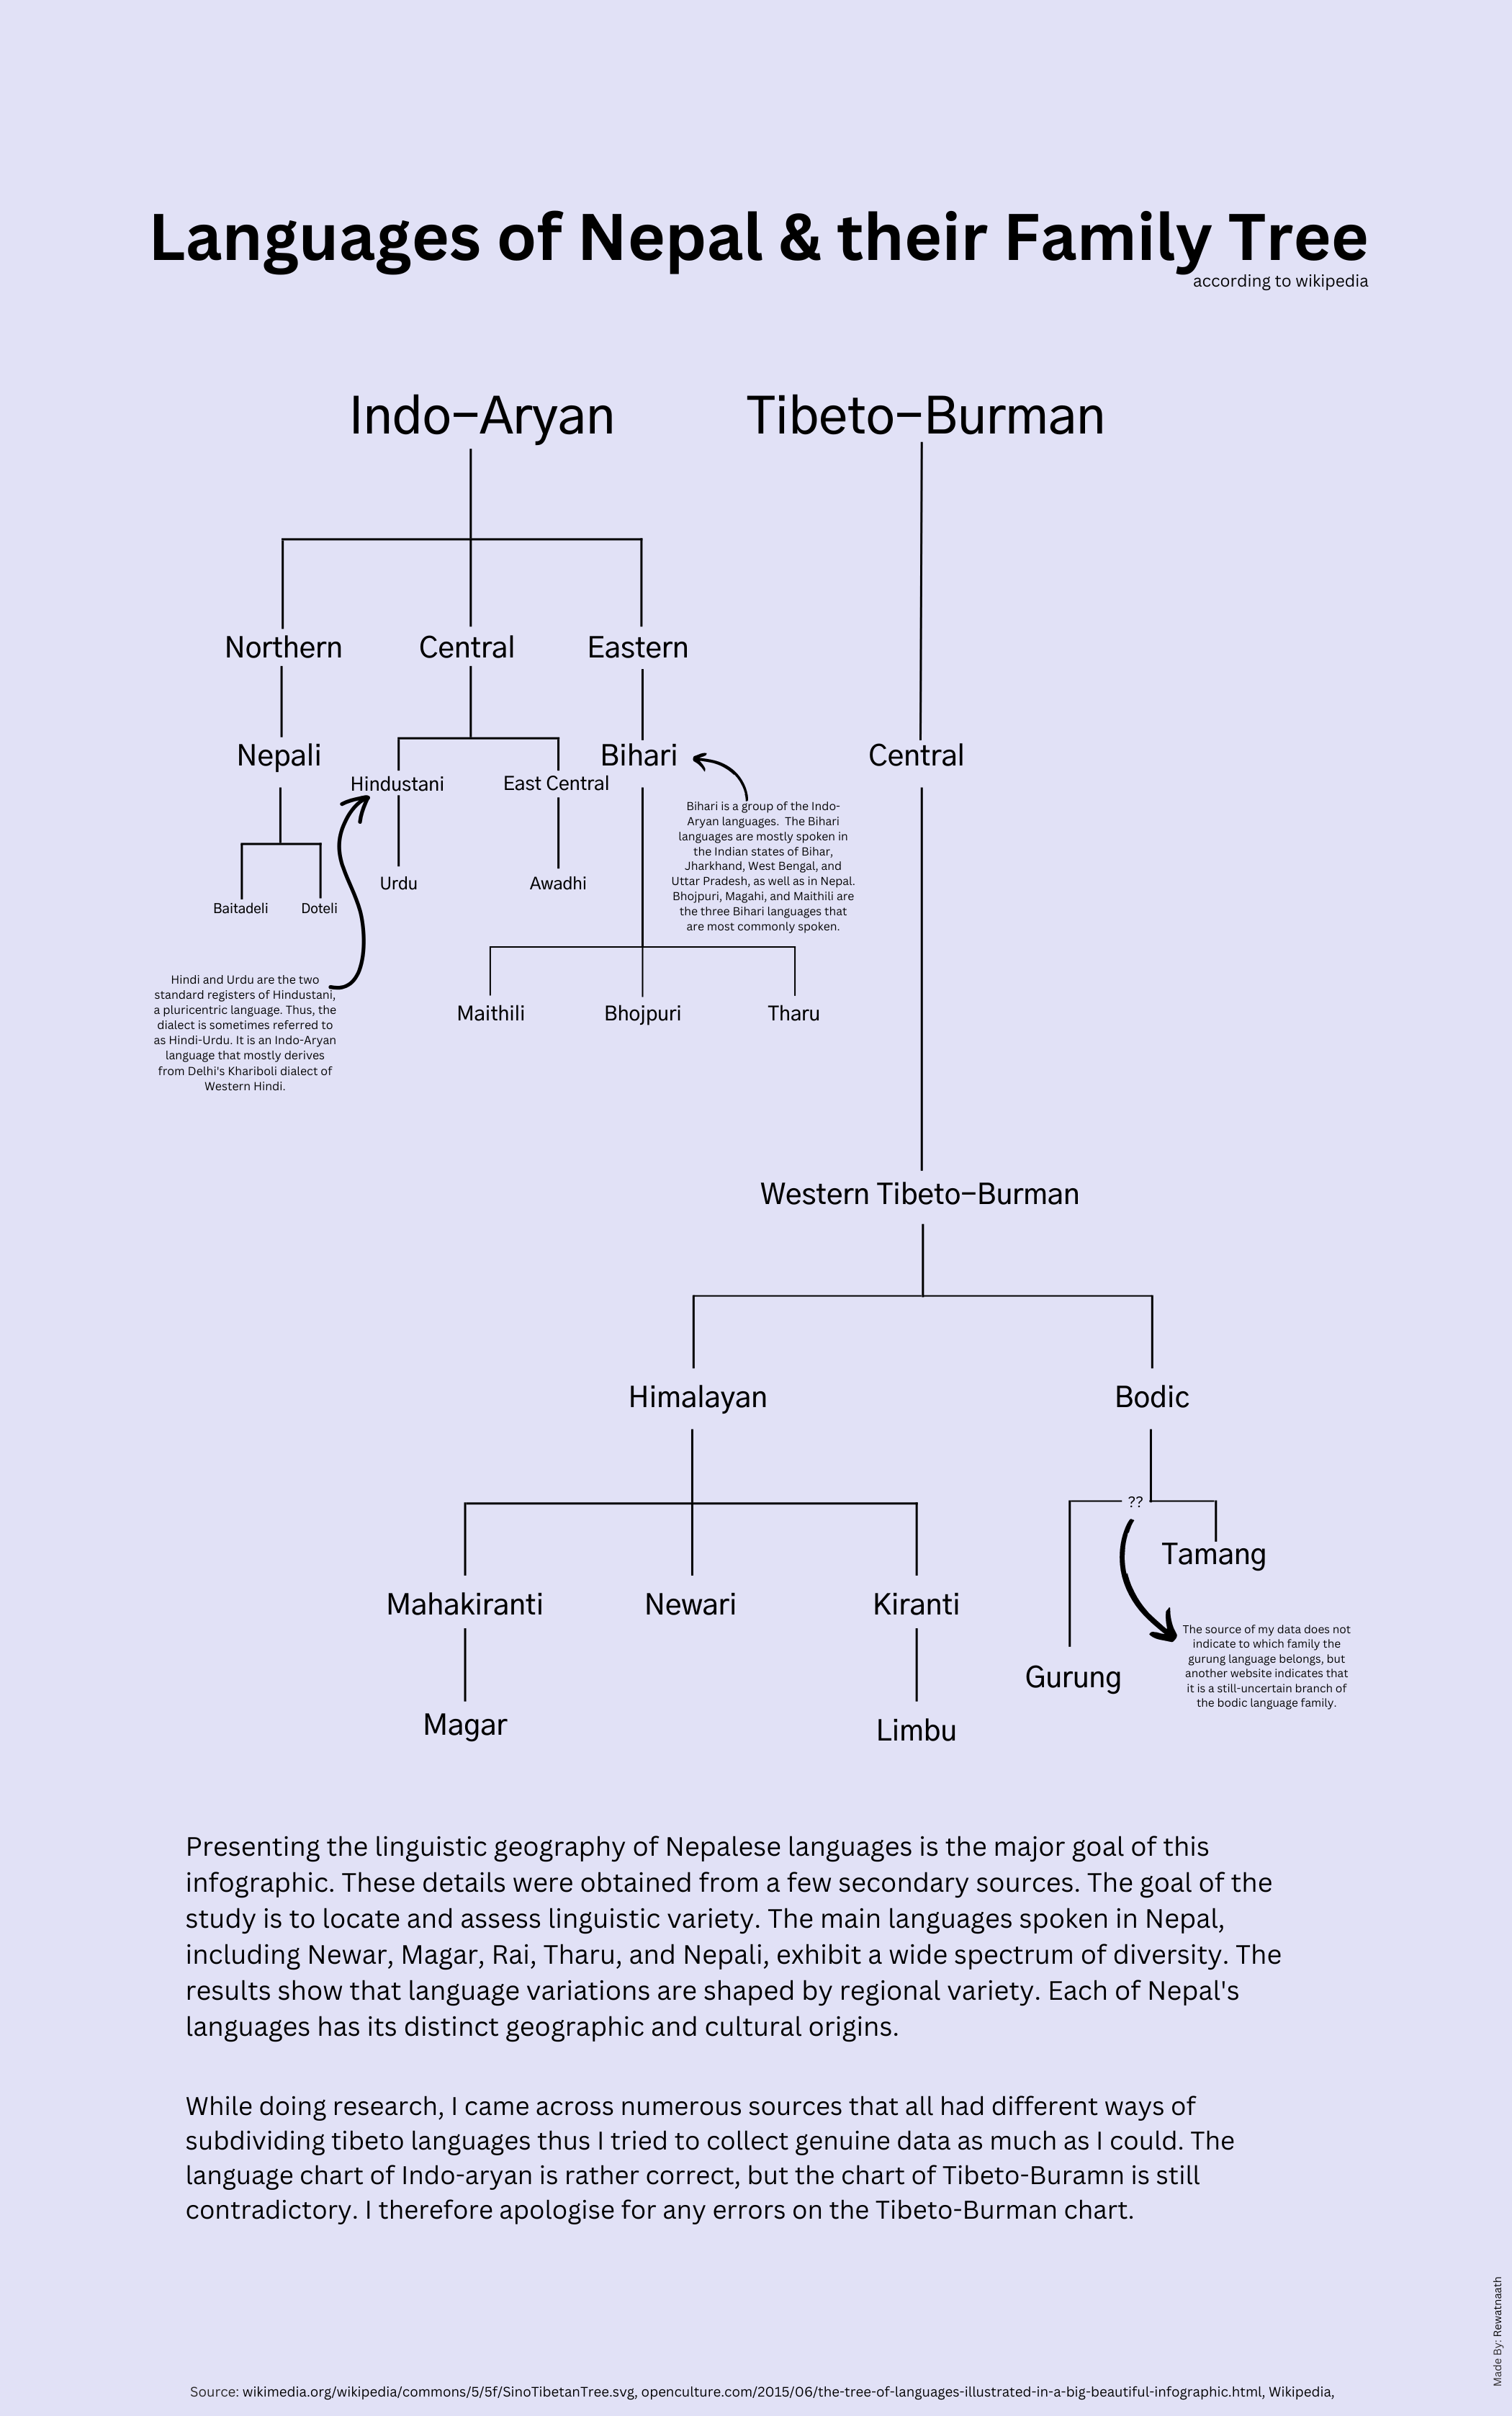 Languages of Nepal & their Family Tree
according to wikipedia
Indo–Aryan
Tibeto–Burman
Northern
Central
Eastern
Nepali
Hindustani
East Central
Bihari
Central
Bihari is a group of the Indo-
Aryan languages.  The Bihari
languages are mostly spoken in
the Indian states of Bihar,
Jharkhand, West Bengal, and
Uttar Pradesh, as well as in Nepal.
Bhojpuri, Magahi, and Maithili are
the three Bihari languages that
are most commonly spoken.
Urdu
Awadhi
Baitadeli
Doteli
Hindi and Urdu are the two
standard registers of Hindustani,
a pluricentric language. Thus, the
dialect is sometimes referred to
as Hindi-Urdu. It is an Indo-Aryan
language that mostly derives
from Delhi's Khariboli dialect of
Western Hindi.
Maithili
Bhojpuri
Tharu
Western Tibeto–Burman
Himalayan
Bodic
??
Tamang
Mahakiranti
Newari
Kiranti
Gurung
The source of my data does not
indicate to which family the
gurung language belongs, but
another website indicates that
it is a still-uncertain branch of
the bodic language family.
Magar
Limbu
Presenting the linguistic geography of Nepalese languages is the major goal of this
infographic. These details were obtained from a few secondary sources. The goal of the
study is to locate and assess linguistic variety. The main languages spoken in Nepal,
including Newar, Magar, Rai, Tharu, and Nepali, exhibit a wide spectrum of diversity. The
results show that language variations are shaped by regional variety. Each of Nepal's
languages has its distinct geographic and cultural origins.
While doing research, I came across numerous sources that all had different ways of
subdividing tibeto languages thus I tried to collect genuine data as much as I could. The
language chart of Indo-aryan is rather correct, but the chart of Tibeto-Buramn is still
contradictory. I therefore apologise for any errors on the Tibeto-Burman chart.
Made By: Rewatnaath
Source: wikimedia.org/wikipedia/commons/5/5f/SinoTibetanTree.svg, openculture.com/2015/06/the-tree-of-languages-illustrated-in-a-big-beautiful-infographic.html, Wikipedia,